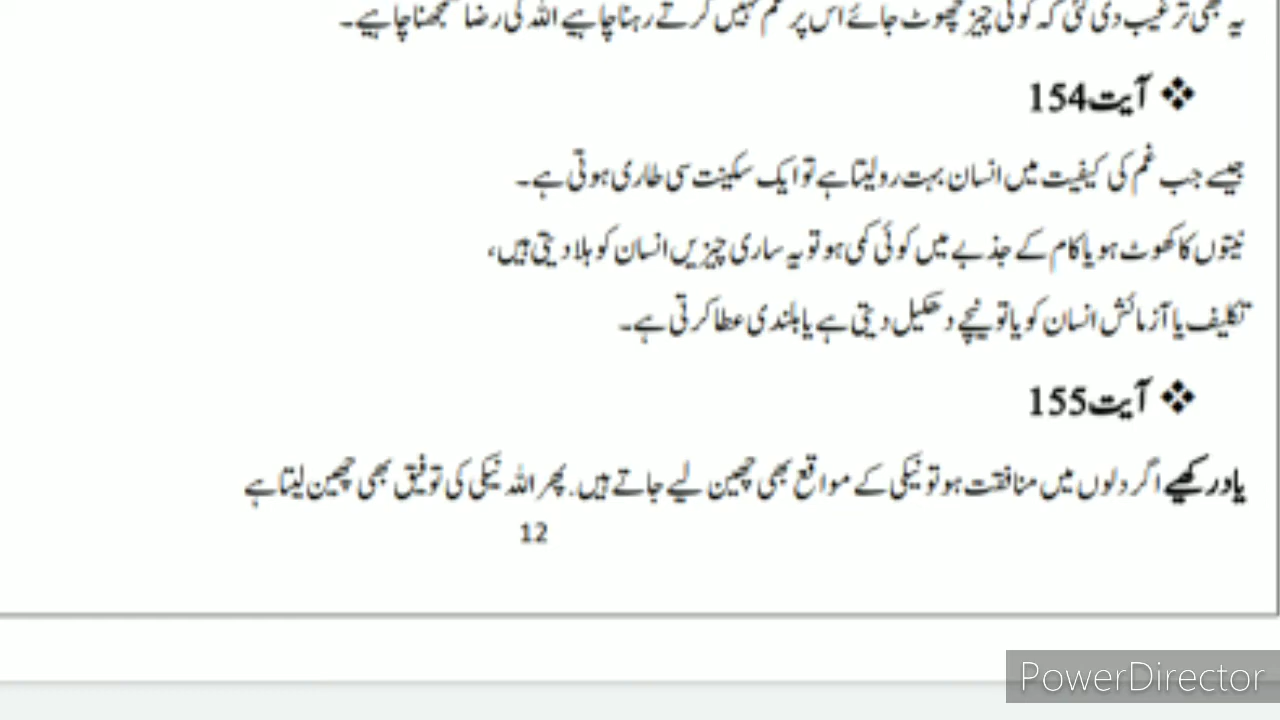 یہ بھی ترغیب دی گئی کہ کوئی چیز چھوٹ جائے اس پر غم نہیں کرتے رہنا چاہیے اللہ کی رضا سمجھنا چاہیے۔
❖ آیت 154
جیسے جب غم کی کیفیت میں انسان بہت رو لیتا ہے تو ایک سکینت سی طاری ہوتی ہے۔
نیتوں کا کھوٹ ہو یا کام کے جذبے میں کوئی کمی ہو تو یہ ساری چیزیں انسان کو ہلا دیتی ہیں،
تکلیف یا آزمائش انسان کو یا تو نیچے دھکیل دیتی ہے یا بلندی عطا کرتی ہے۔
❖ آیت 155
یاد رکھیے اگر دلوں میں منافقت ہو تو نیکی کے مواقع بھی چھین لیے جاتے ہیں. پھر اللہ نیکی کی توفیق بھی چھین لیتا ہے
12
PowerDirector